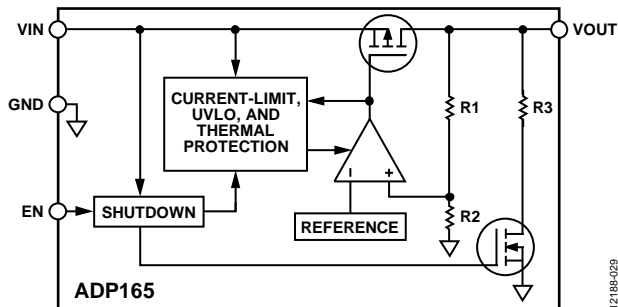 VIN
VOUT
GND
CURRENT-LIMIT,
UVLO, AND
THERMAL
PROTECTION
R1
R3
EN
SHUTDOWN
REFERENCE
R2
ADP165
12188-029